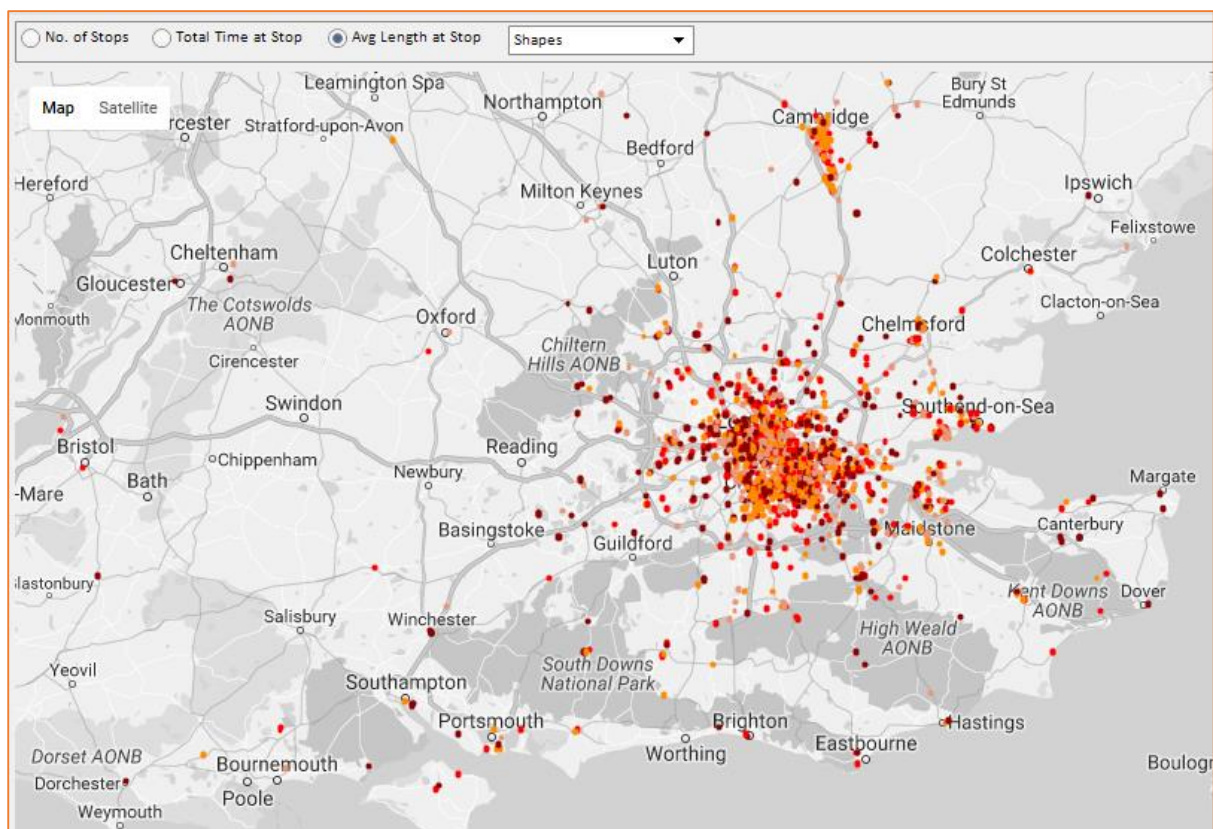 No. of Stops
Total Time at Stop
Avg Length at Stop
Shapes
Map
Satellite
Leamington Spa
Northampton
Bury St
Edmunds
Cambridge
rcester
Stratford-upon-Avon
Bedford
Hereford
Milton Keynes
Ipswich
Felixstowe
Cheltenham
Colchester
Luton
Gloucester
The Cotswolds
AONB
Monmouth
Clacton-on-Sea
Oxford
Chelmsford
Chiltern
Hills AONB
Cirencester
Swindon
Southend-on-Sea
Bristol
Reading
Chippenham
Newbury
Bath
-Mare
Margate
Basingstoke
Maidstone
Canterbury
Guildford
Glastonbury
Kent Downs
AONB
Dover
Salisbury
Winchester
High Weald
AONB
Yeovil
South Downs
National Park
Southampton
Portsmouth
Brighton
Hastings
Worthing
Eastbourne
Dorset AONB
Bournemouth
Boulogn
Dorchester
Poole
Weymouth